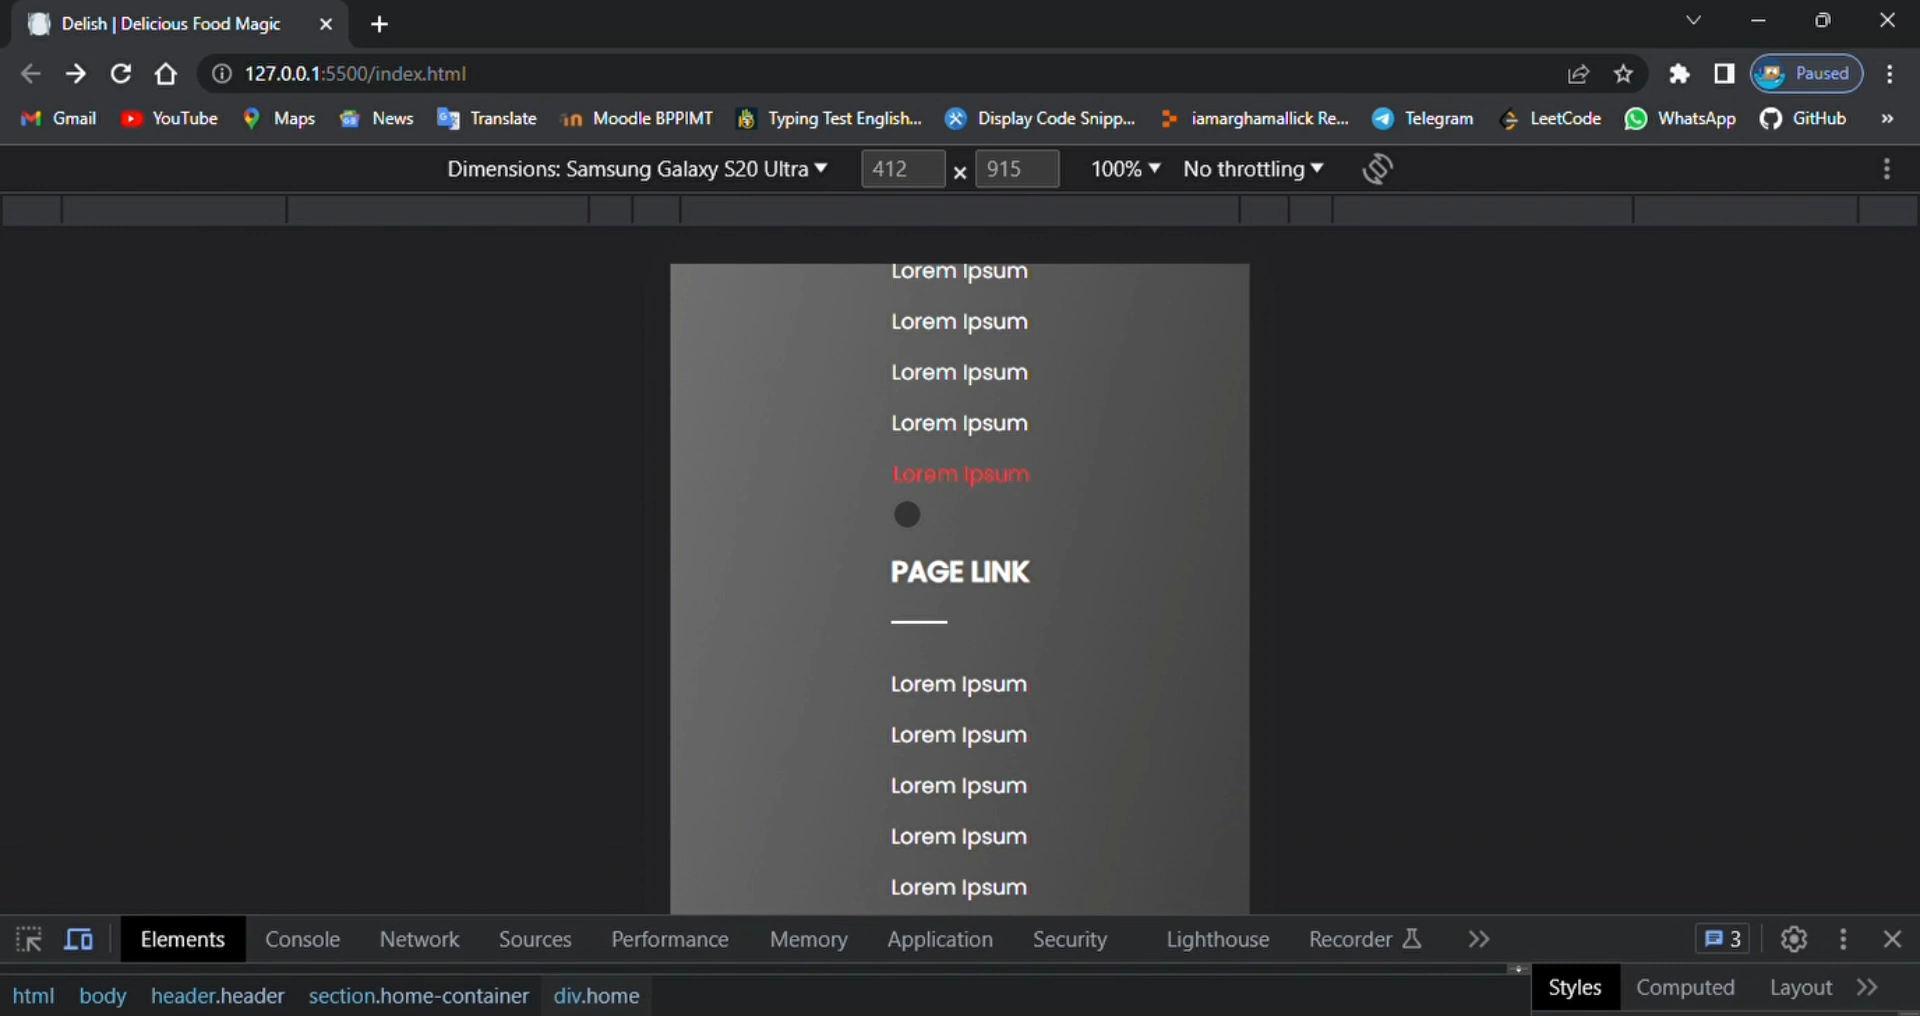 Delish | Delicious Food Magic
127.0.0.1:5500/index.html
Paused
Gmail YouTube Maps News Translate Moodle BPPIMT Typing Test English... Display Code Snipp... iamarghamallick Re... Telegram LeetCode WhatsApp GitHub »
Dimensions: Samsung Galaxy S20 Ultra 412 × 915 100% No throttling
Lorem Ipsum
Lorem Ipsum
Lorem Ipsum
Lorem Ipsum
Lorem Ipsum
PAGE LINK
Lorem Ipsum
Lorem Ipsum
Lorem Ipsum
Lorem Ipsum
Lorem Ipsum
Elements Console Network Sources Performance Memory Application Security Lighthouse Recorder 3
html body header.header section.home-container div.home
Styles Computed Layout